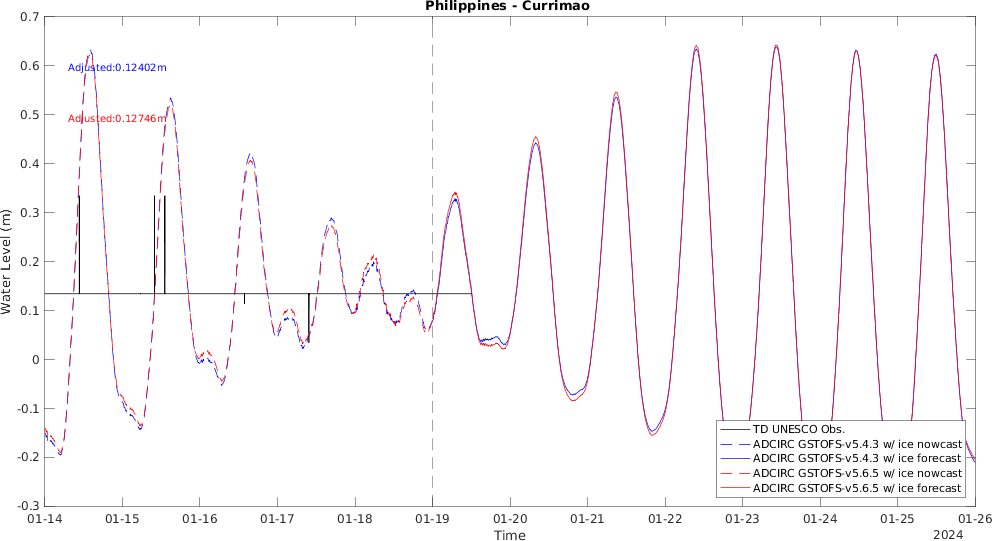 Philippines - Currimao
0.7
0.6
0.5
0.4
0.3
0.2
0.1
0
-0.1
-0.2
-0.3
Water Level (m)
Adjusted:0.12402m
Adjusted:0.12746m
TD UNESCO Obs.
ADCIRC GSTOFS-v5.4.3 w/ ice nowcast
ADCIRC GSTOFS-v5.4.3 w/ ice forecast
ADCIRC GSTOFS-v5.6.5 w/ ice nowcast
ADCIRC GSTOFS-v5.6.5 w/ ice forecast
01-14 01-15 01-16 01-17 01-18 01-19 01-20 01-21 01-22 01-23 01-24 01-25 01-26
Time
2024